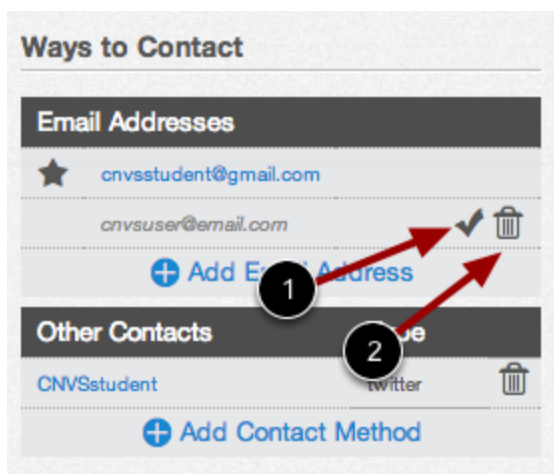 Ways to Contact
Email Addresses
cnvsstudent@gmail.com
cnvsuser@email.com
Add Address
1
Other Contacts
2
CNVSstudent twitter
Add Contact Method